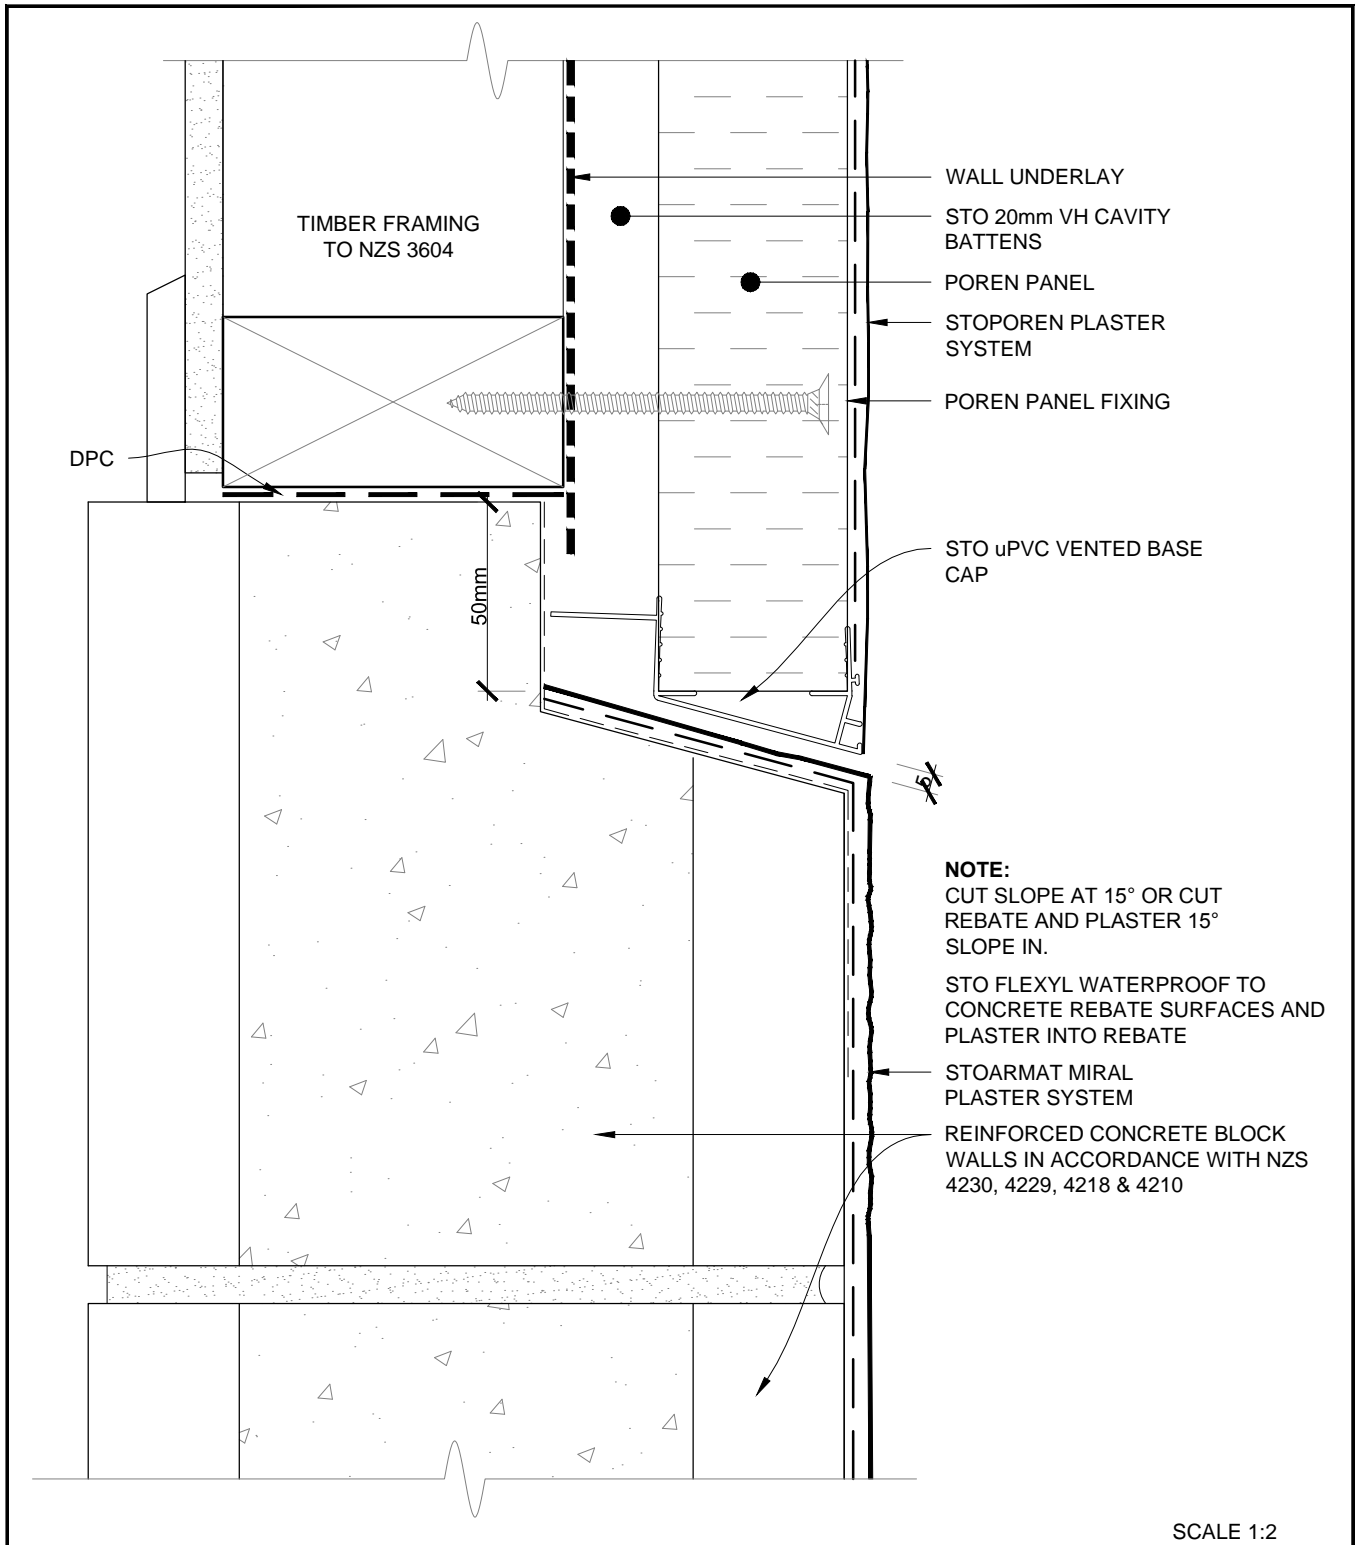 WALL UNDERLAY
TIMBER FRAMING
TO NZS 3604
STO 20mm VH CAVITY
BATTENS
POREN PANEL
STOPOREN PLASTER
SYSTEM
POREN PANEL FIXING
DPC
STO uPVC VENTED BASE
CAP
50mm
5
NOTE:
CUT SLOPE AT 15° OR CUT
REBATE AND PLASTER 15°
SLOPE IN.
STO FLEXYL WATERPROOF TO
CONCRETE REBATE SURFACES AND
PLASTER INTO REBATE
STOARMAT MIRAL
PLASTER SYSTEM
REINFORCED CONCRETE BLOCK
WALLS IN ACCORDANCE WITH NZS
4230, 4229, 4218 & 4210
SCALE 1:2